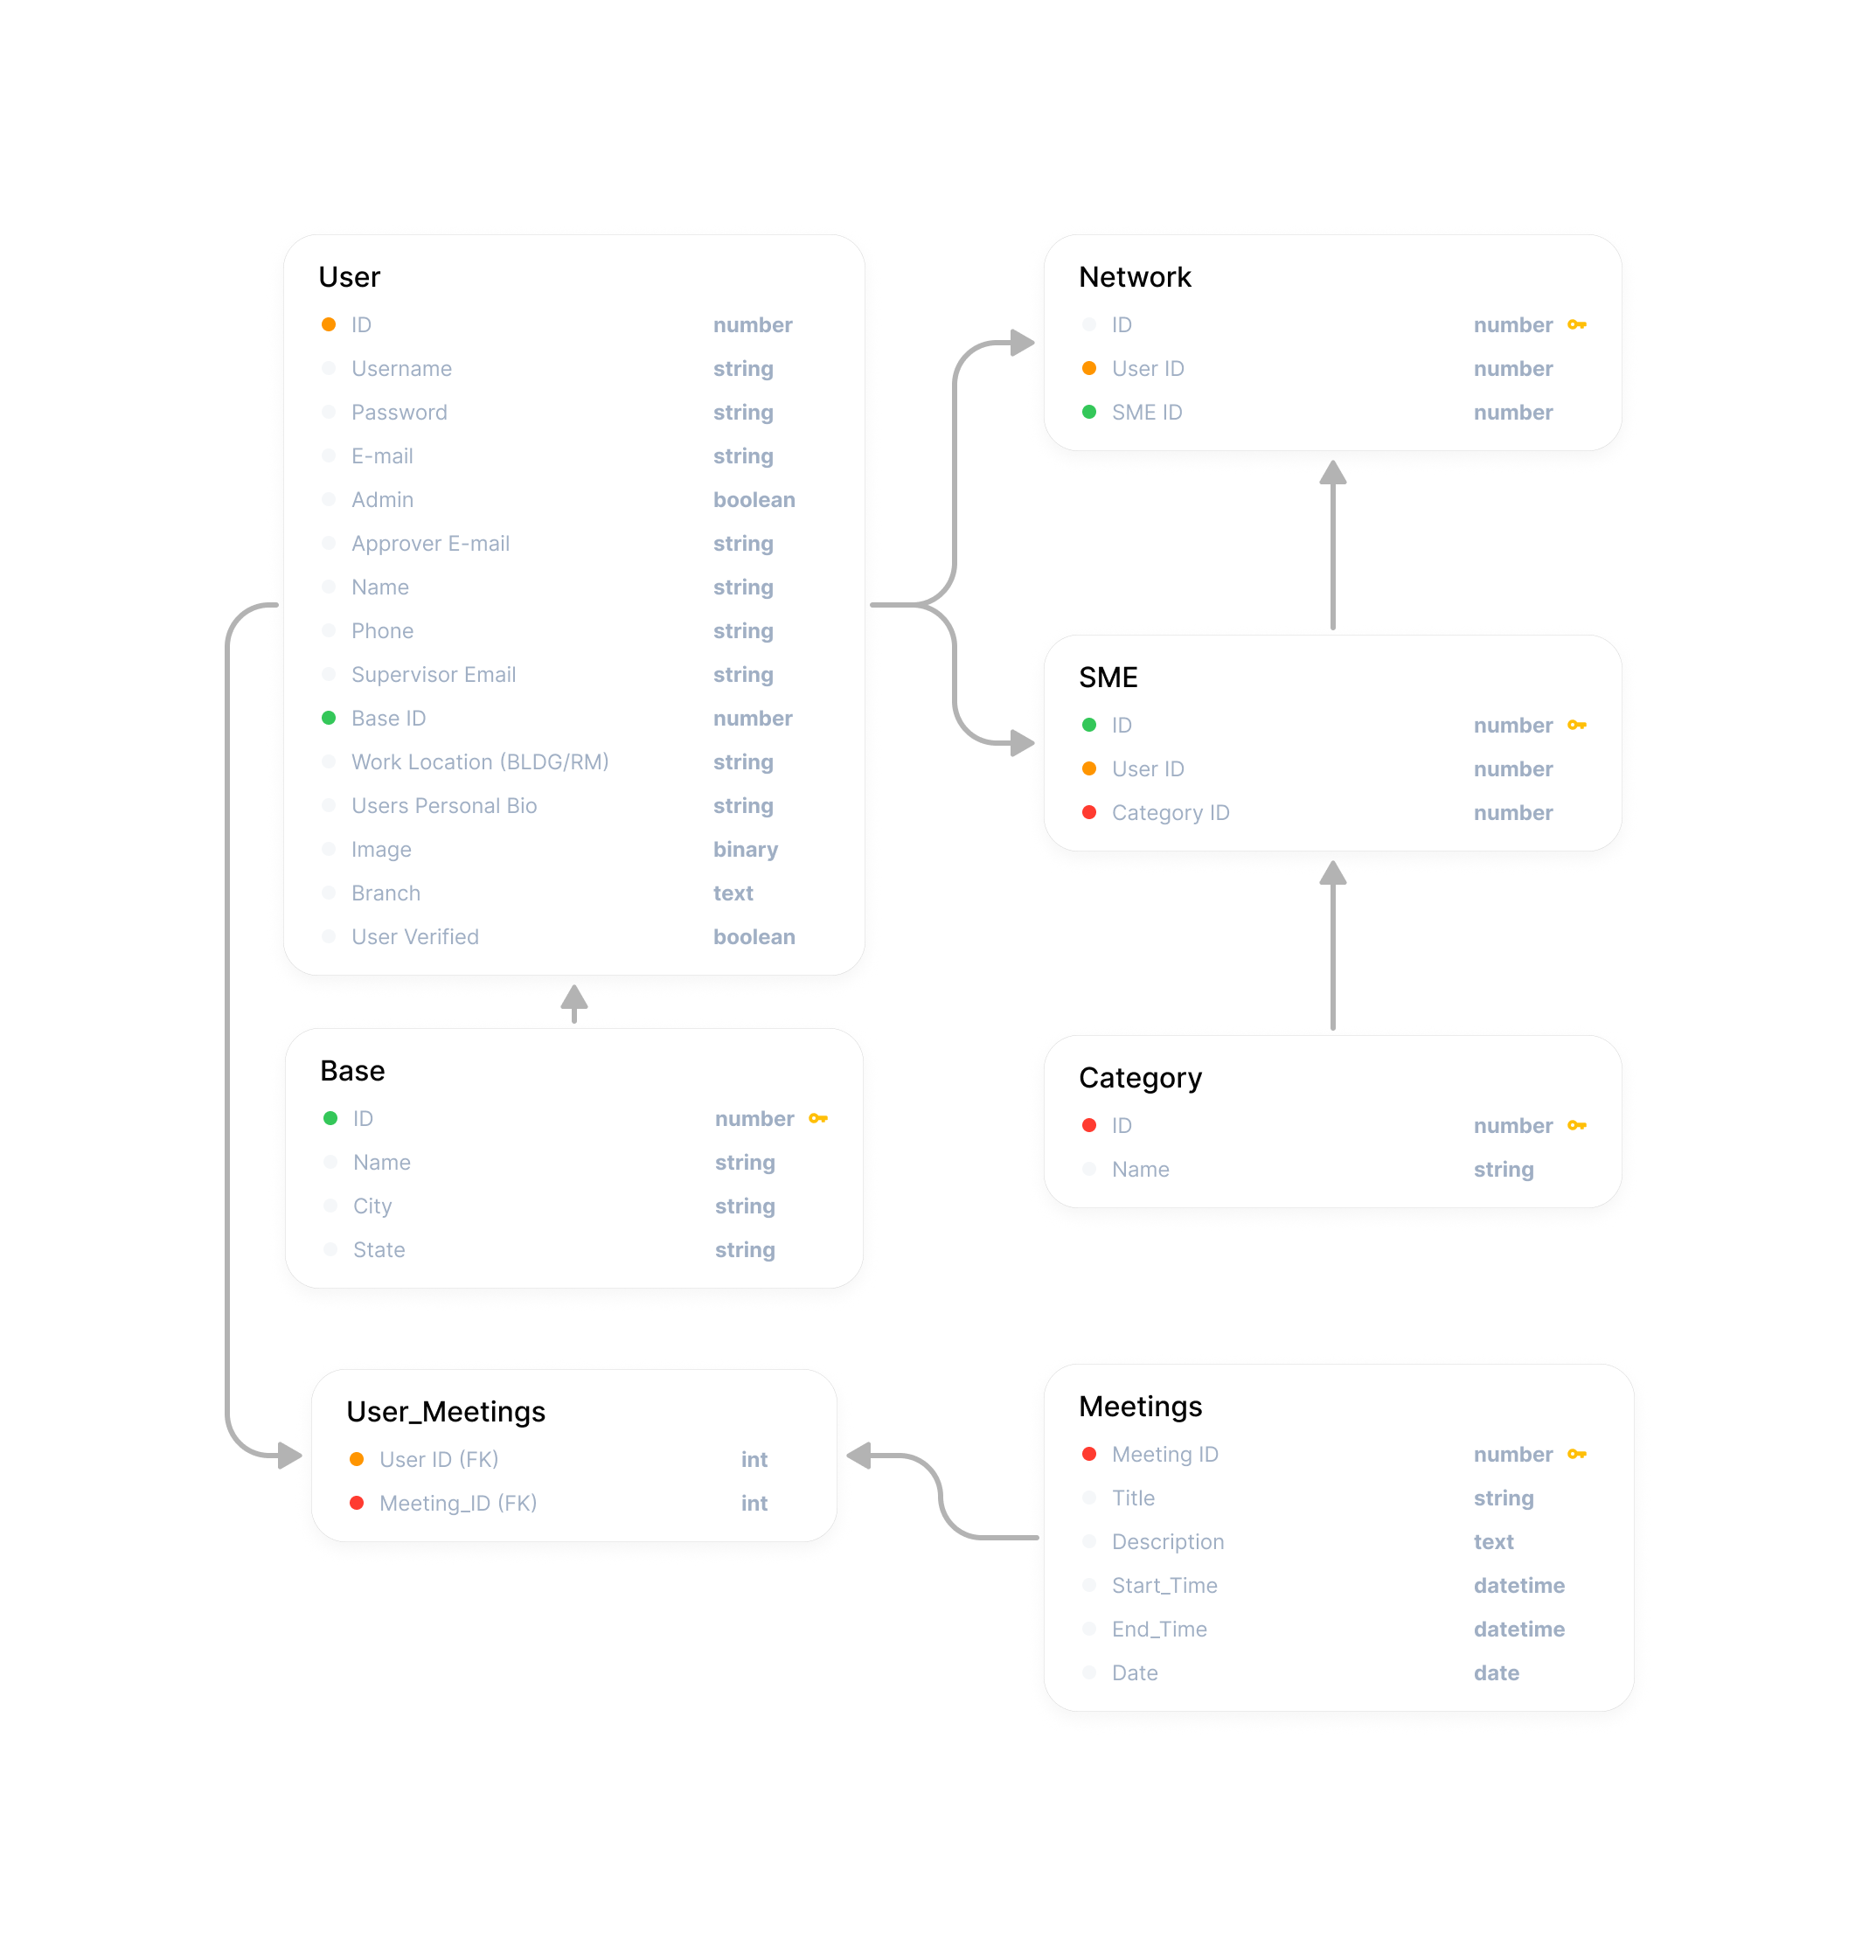 User
ID number
Username string
Password string
E-mail string
Admin boolean
Approver E-mail string
Name string
Phone string
Supervisor Email string
Base ID number
Work Location (BLDG/RM) string
Users Personal Bio string
Image binary
Branch text
User Verified boolean
Network
ID number
User ID number
SME ID number
SME
ID number
User ID number
Category ID number
Base
ID number
Name string
City string
State string
Category
ID number
Name string
User_Meetings
User ID (FK) int
Meeting_ID (FK) int
Meetings
Meeting ID number
Title string
Description text
Start_Time datetime
End_Time datetime
Date date